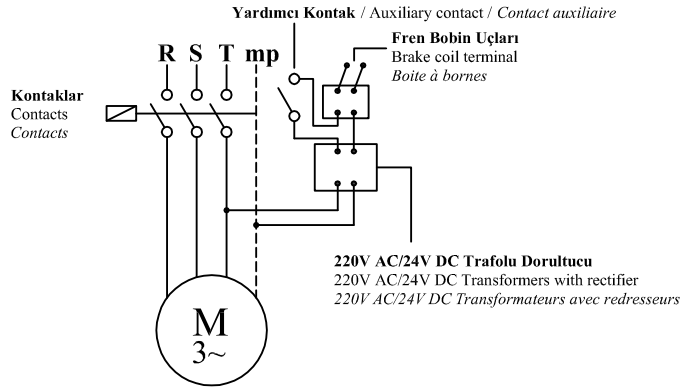 Yardımcı Kontak / Auxiliary contact / Contact auxiliaire
Fren Bobin Uçları
Brake coil terminal
Boite à bornes
R S T mp
Kontaklar
Contacts
Contacts
220V AC/24V DC Trafolu Dorultucu
220V AC/24V DC Transformers with rectifier
220V AC/24V DC Transformateurs avec redresseurs
M
3~